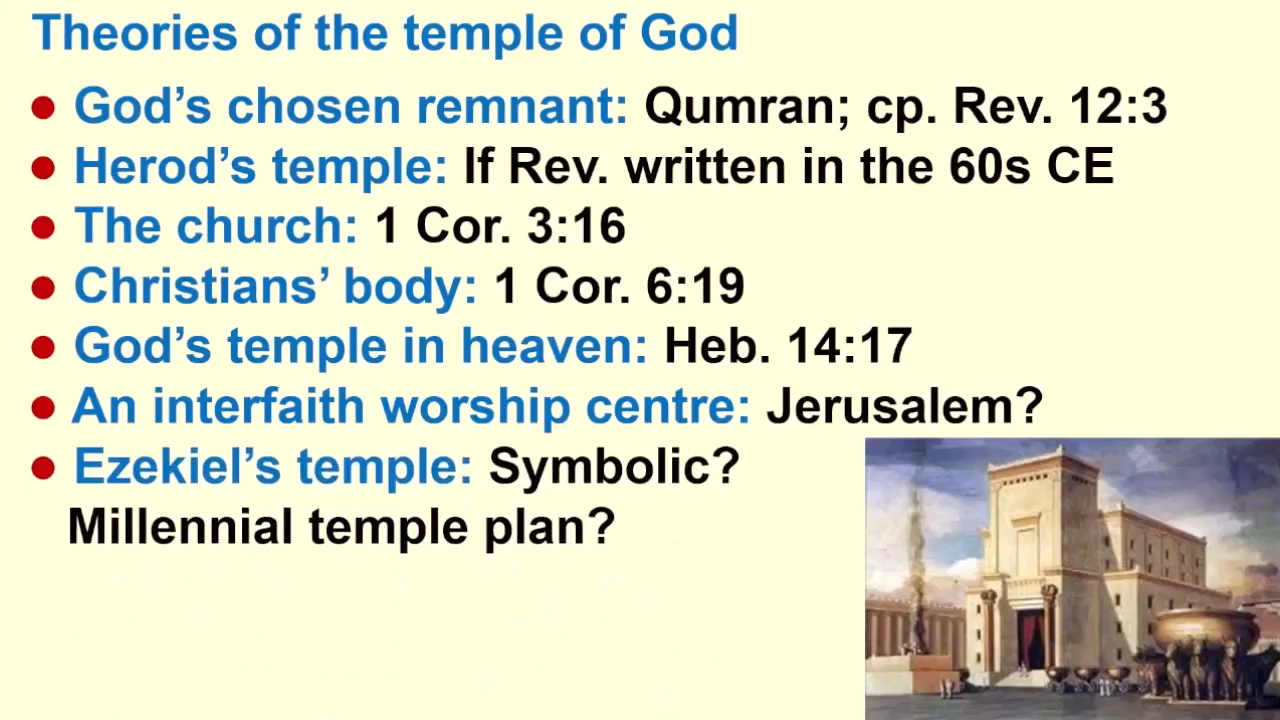 Theories of the temple of God
• God’s chosen remnant: Qumran; cp. Rev. 12:3
• Herod’s temple: If Rev. written in the 60s CE
• The church: 1 Cor. 3:16
• Christians’ body: 1 Cor. 6:19
• God’s temple in heaven: Heb. 14:17
• An interfaith worship centre: Jerusalem?
• Ezekiel’s temple: Symbolic?
Millennial temple plan?